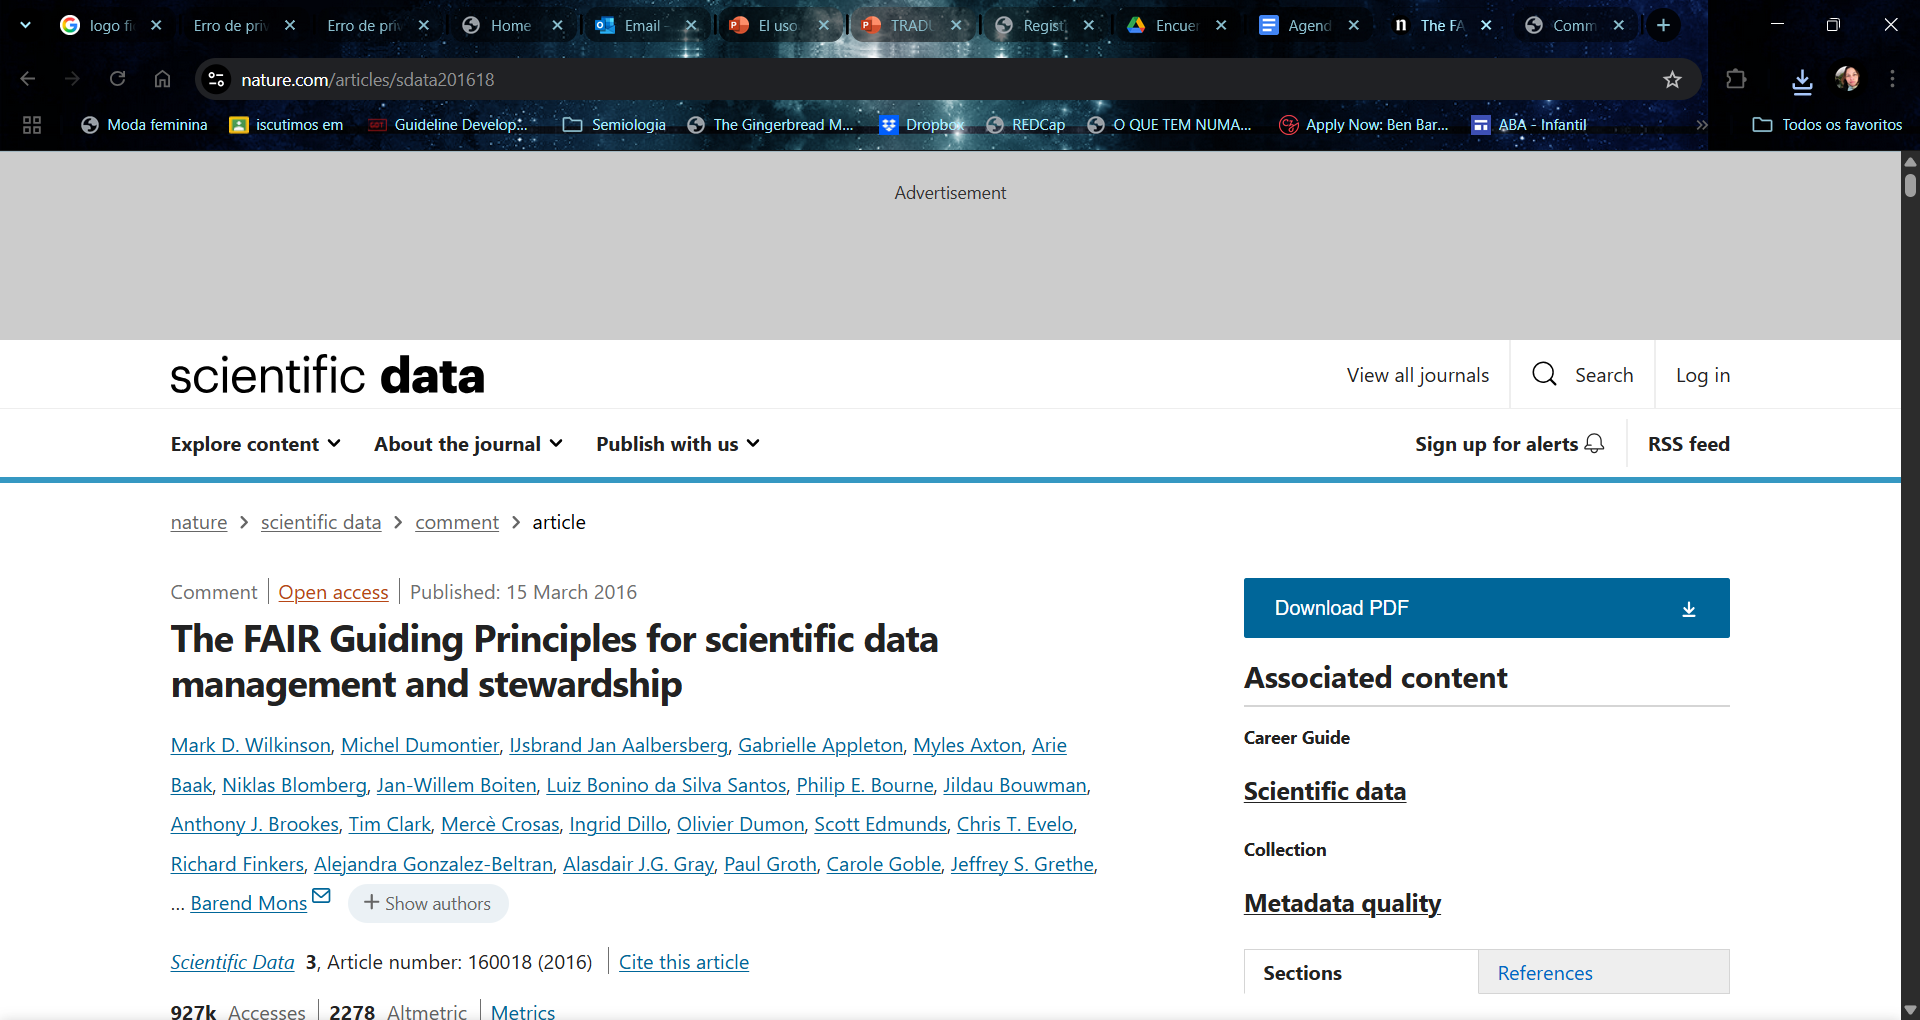 logo fi
Erro de priv
Erro de priv
Home
Email -
El uso
TRADU
Regist
Encuen
Agend
The FA
Comm
nature.com/articles/sdata201618
Moda feminina
iscutimos em
Guideline Develop...
Semiologia
The Gingerbread M...
Dropbox
REDCap
O QUE TEM NUMA...
Apply Now: Ben Bar...
ABA - Infantil
Todos os favoritos
Advertisement
scientific data
View all journals
Search
Log in
Explore content
About the journal
Publish with us
Sign up for alerts
RSS feed
nature > scientific data > comment > article
Comment | Open access | Published: 15 March 2016
The FAIR Guiding Principles for scientific data
management and stewardship
Mark D. Wilkinson, Michel Dumontier, IJsbrand Jan Aalbersberg, Gabrielle Appleton, Myles Axton, Arie
Baak, Niklas Blomberg, Jan-Willem Boiten, Luiz Bonino da Silva Santos, Philip E. Bourne, Jildau Bouwman,
Anthony J. Brookes, Tim Clark, Mercè Crosas, Ingrid Dillo, Olivier Dumon, Scott Edmunds, Chris T. Evelo,
Richard Finkers, Alejandra Gonzalez-Beltran, Alasdair J.G. Gray, Paul Groth, Carole Goble, Jeffrey S. Grethe,
... Barend Mons + Show authors
Scientific Data 3, Article number: 160018 (2016) | Cite this article
927k Accesses | 2278 Altmetric | Metrics
Download PDF
Associated content
Career Guide
Scientific data
Collection
Metadata quality
Sections
References